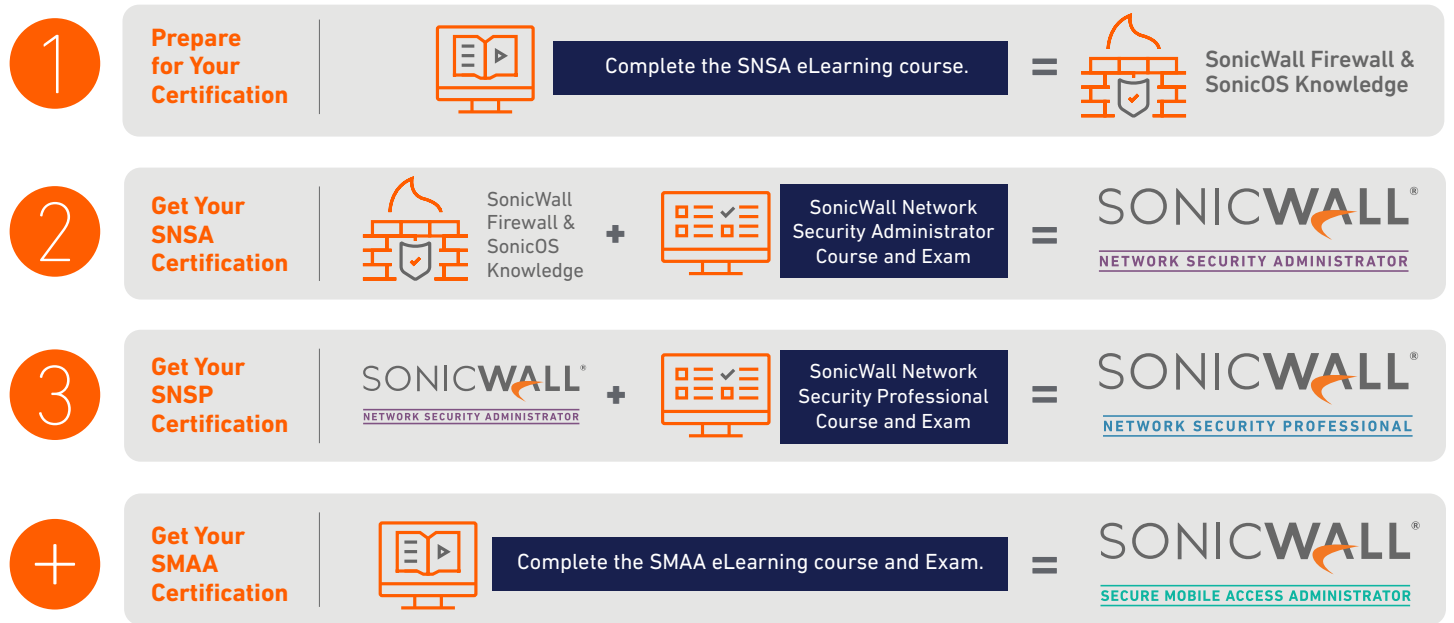 1
Prepare
for Your
Certification
Complete the SNSA eLearning course.
=
SonicWall Firewall &
SonicOS Knowledge
2
Get Your
SNSA
Certification
SonicWall
Firewall &
SonicOS
Knowledge
+
SonicWall Network
Security Administrator
Course and Exam
=
SONICWALL®
NETWORK SECURITY ADMINISTRATOR
3
Get Your
SNSP
Certification
SONICWALL®
NETWORK SECURITY ADMINISTRATOR
+
SonicWall Network
Security Professional
Course and Exam
=
SONICWALL®
NETWORK SECURITY PROFESSIONAL
+
Get Your
SMAA
Certification
Complete the SMAA eLearning course and Exam.
=
SONICWALL®
SECURE MOBILE ACCESS ADMINISTRATOR